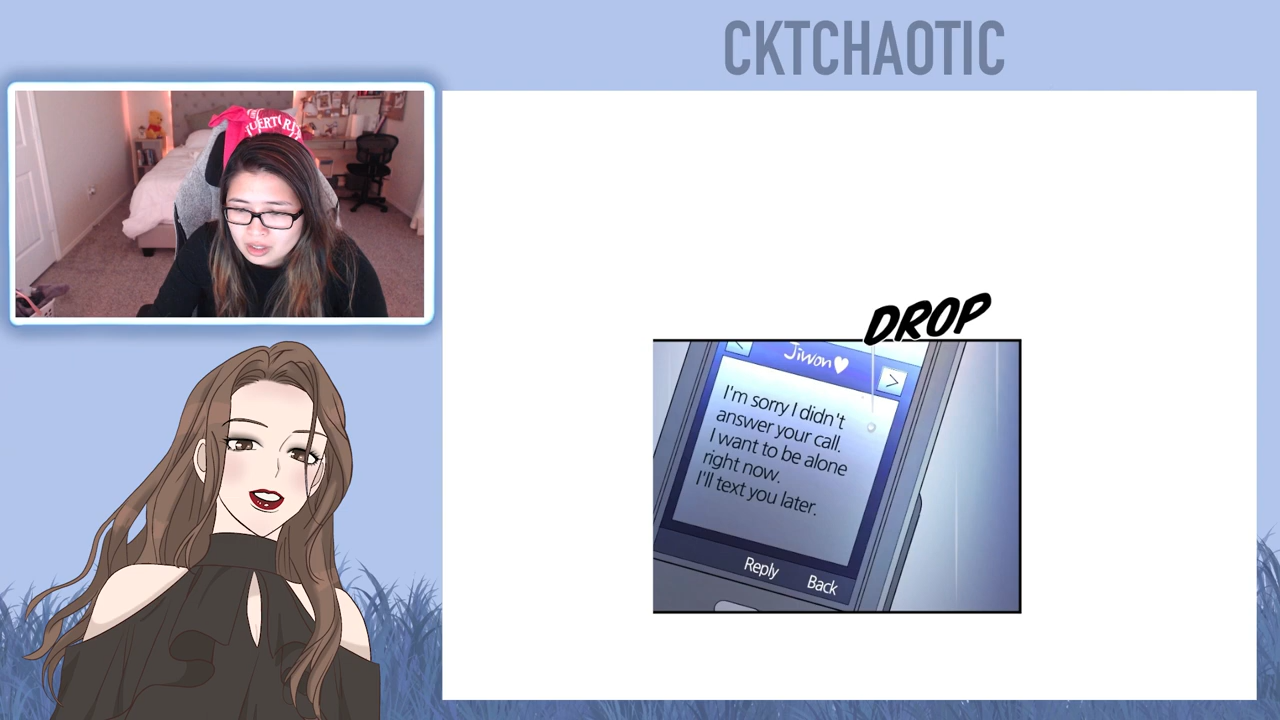 CKTCHAOTIC
DROP
Jiwon
I'm sorry I didn't
answer your call.
I want to be alone
right now.
I'll text you later.
Reply Back